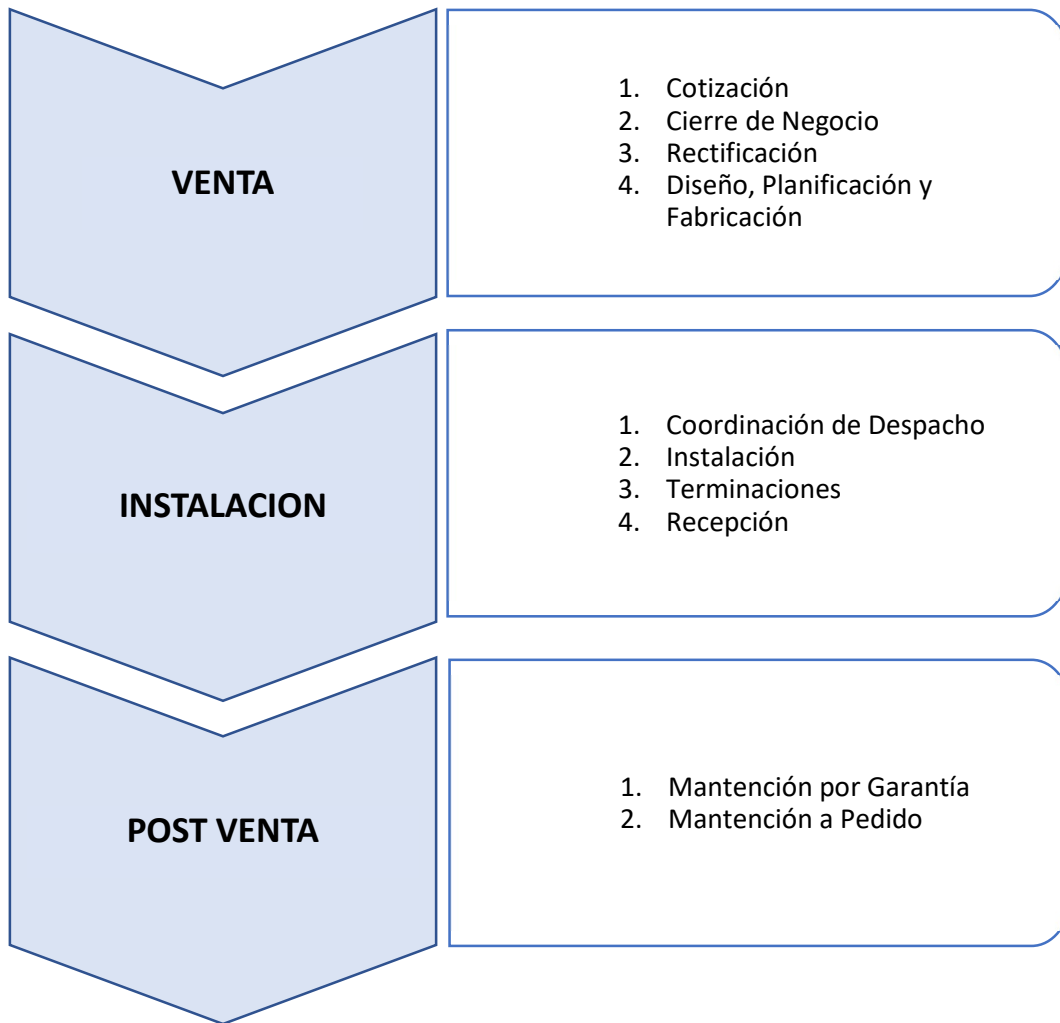 VENTA
1. Cotización
2. Cierre de Negocio
3. Rectificación
4. Diseño, Planificación y
Fabricación
INSTALACION
1. Coordinación de Despacho
2. Instalación
3. Terminaciones
4. Recepción
POST VENTA
1. Mantención por Garantía
2. Mantención a Pedido